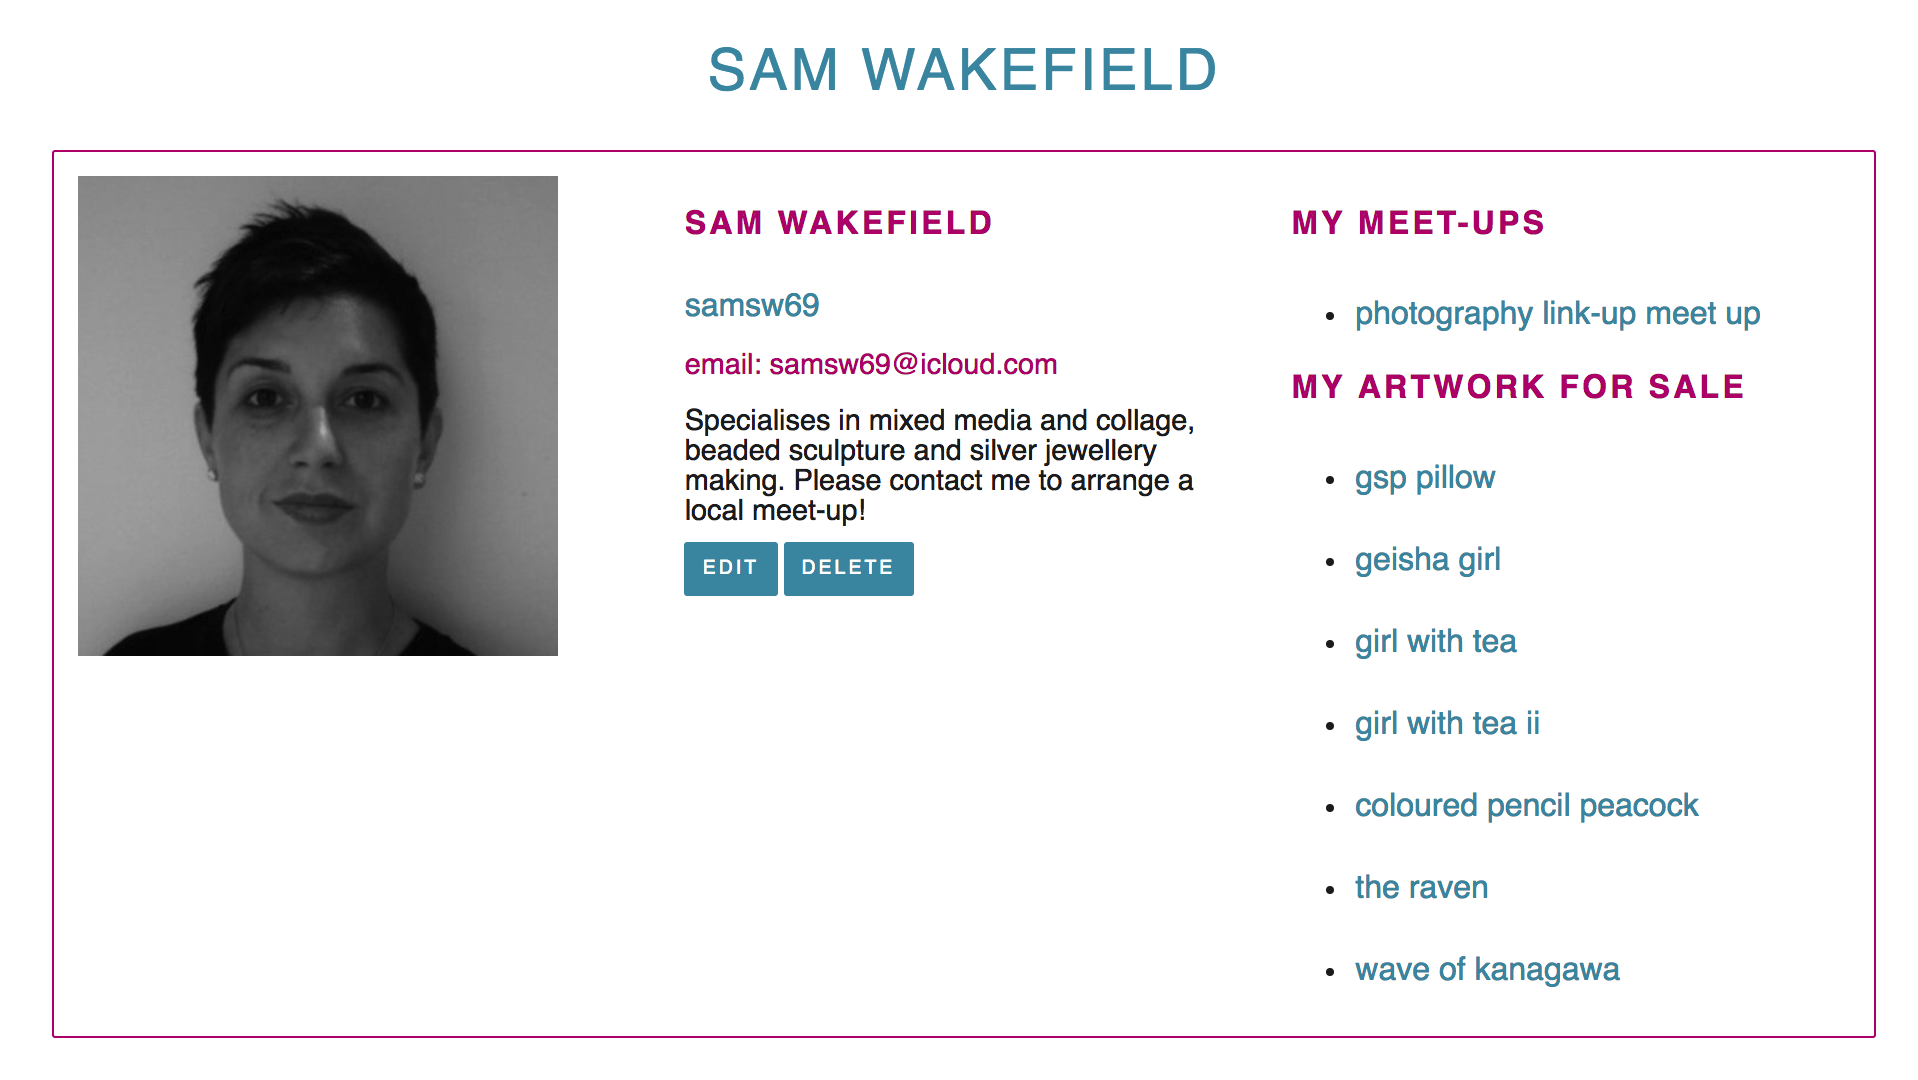 SAM WAKEFIELD
SAM WAKEFIELD
samsw69
email: samsw69@icloud.com
Specialises in mixed media and collage,
beaded sculpture and silver jewellery
making. Please contact me to arrange a
local meet-up!
EDIT DELETE
MY MEET-UPS
photography link-up meet up
MY ARTWORK FOR SALE
gsp pillow
geisha girl
girl with tea
girl with tea ii
coloured pencil peacock
the raven
wave of kanagawa